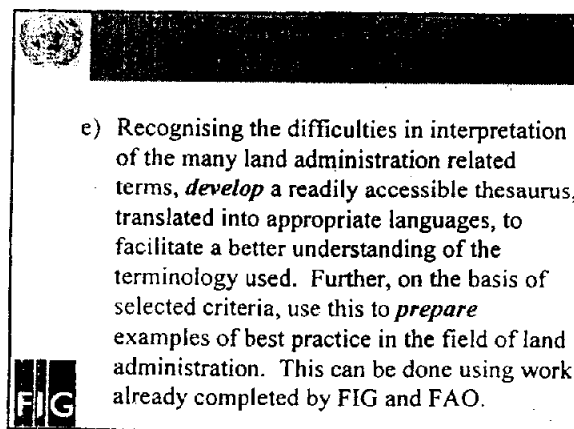 e) Recognising the difficulties in interpretation
of the many land administration related
terms, develop a readily accessible thesaurus,
translated into appropriate languages, to
facilitate a better understanding of the
terminology used. Further, on the basis of
selected criteria, use this to prepare
examples of best practice in the field of land
administration. This can be done using work
already completed by FIG and FAO.
FIG